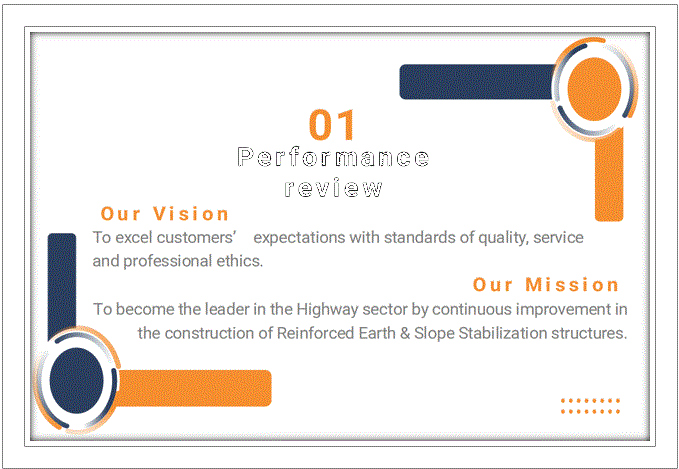 01
Performance
review
Our Vision
To excel customers’ expectations with standards of quality, service
and professional ethics.
Our Mission
To become the leader in the Highway sector by continuous improvement in
the construction of Reinforced Earth & Slope Stabilization structures.